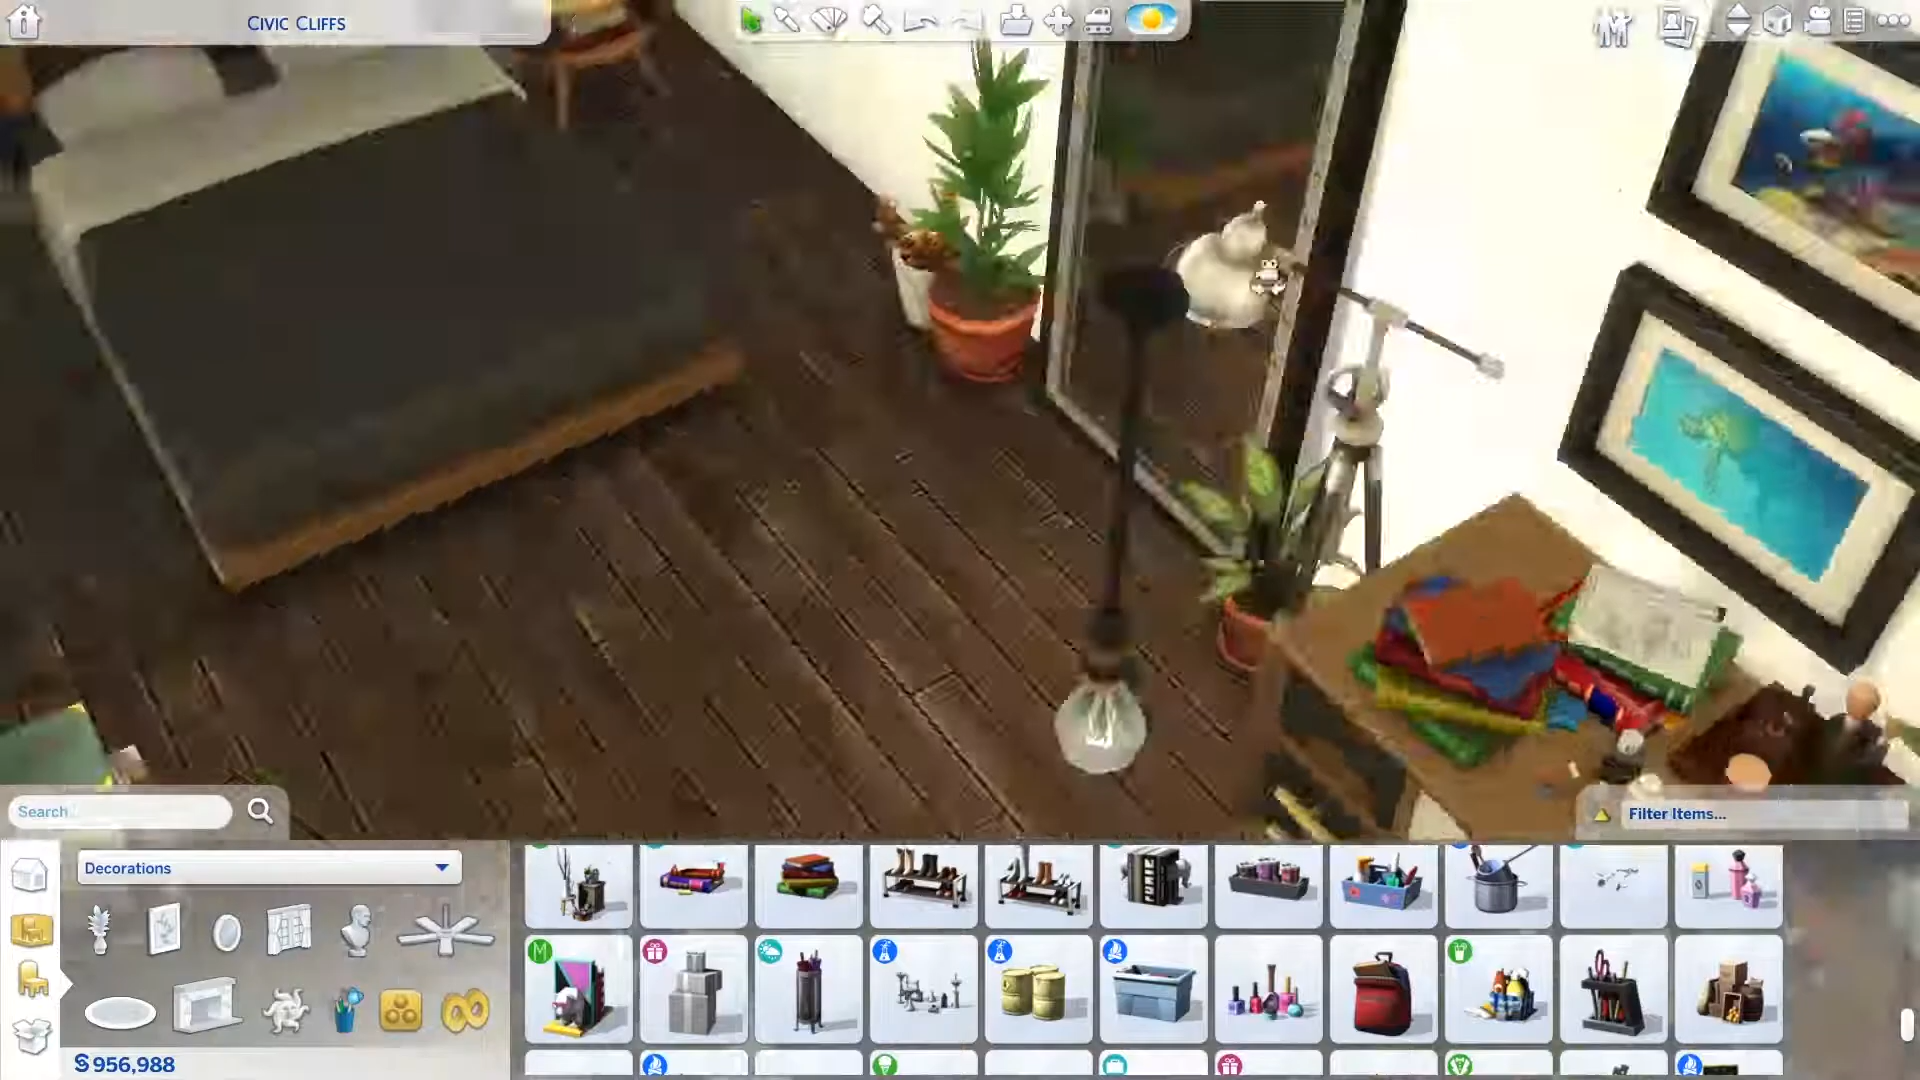 CIVIC CLIFFS
Search...
Filter Items...
Decorations
§956,988